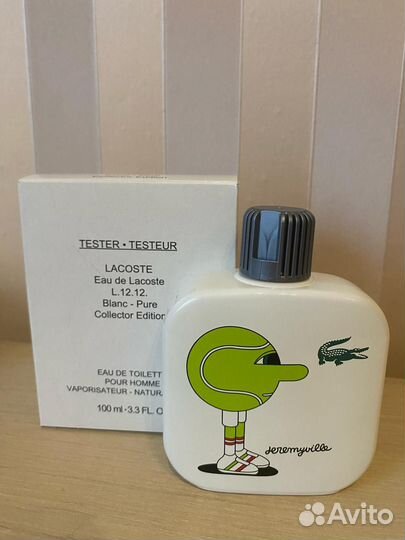 TESTER • TESTEUR
LACOSTE
Eau de Lacoste
L.12.12.
Blanc - Pure
Collector Edition
EAU DE TOILETT
POUR HOMME
VAPORISATEUR - NATURA
100 ml - 3.3 FL. O
Jeremyville
Avito